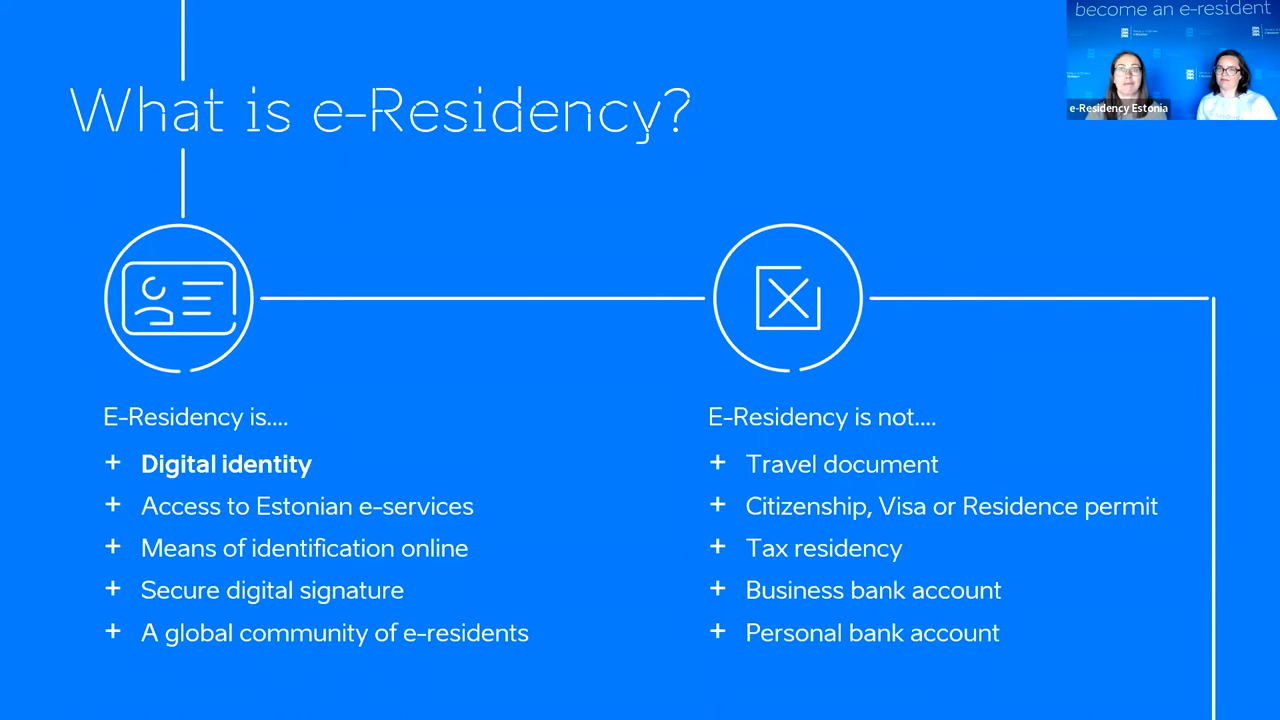 become an e-resident
e-Residency Estonia
What is e-Residency?
E-Residency is....
+ Digital identity
+ Access to Estonian e-services
+ Means of identification online
+ Secure digital signature
+ A global community of e-residents
E-Residency is not....
+ Travel document
+ Citizenship, Visa or Residence permit
+ Tax residency
+ Business bank account
+ Personal bank account